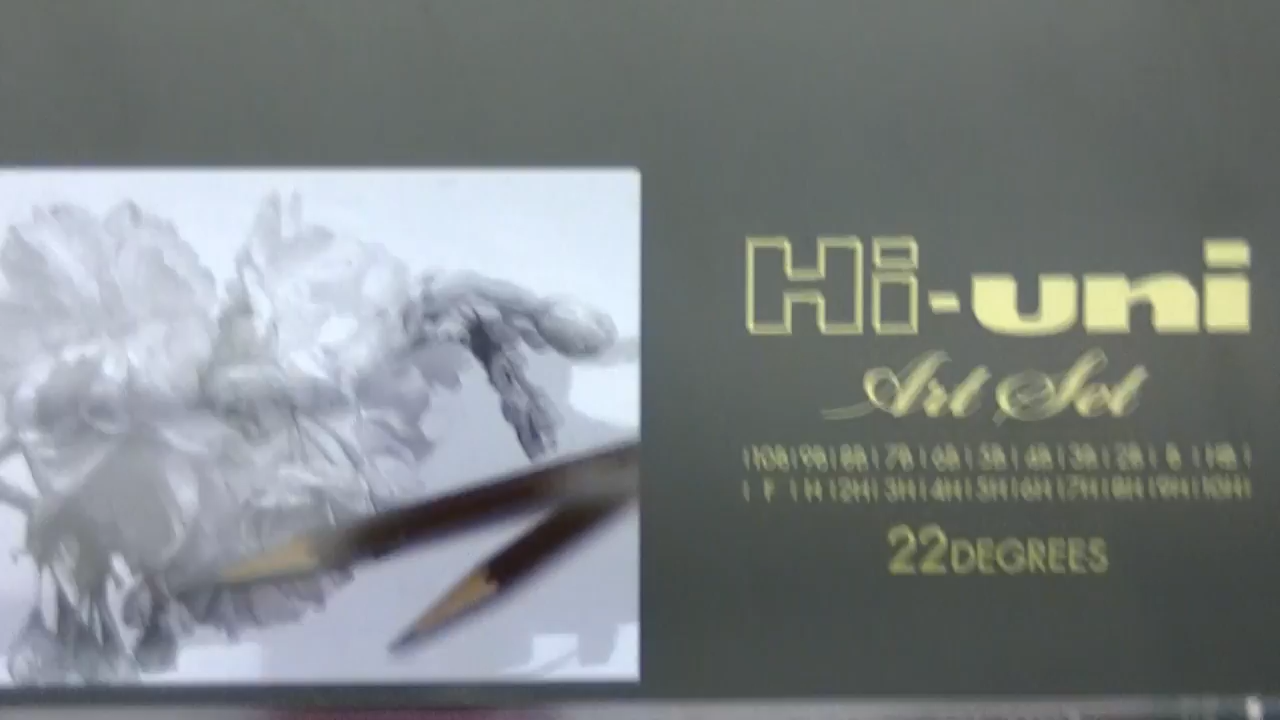 Hi-uni
Art Set
| 10B | 9B | 8B | 7B | 6B | 5B | 4B | 3B | 2B | B | HB |
| F | H | 2H | 3H | 4H | 5H | 6H | 7H | 8H | 9H | 10H |
22DEGREES